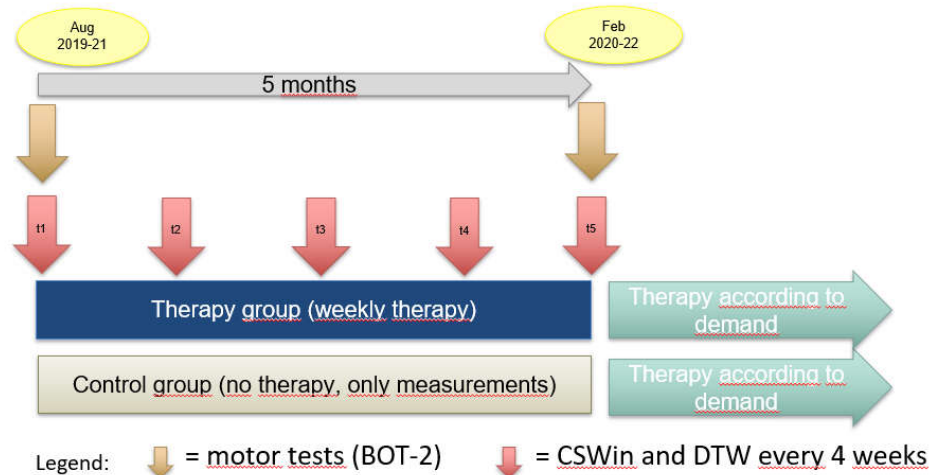 Aug
2019-21
Feb
2020-22
5 months
t1
t2
t3
t4
t5
Therapy group (weekly therapy)
Therapy according to
demand
Control group (no therapy, only measurements)
Therapy according to
demand
Legend:
= motor tests (BOT-2)
= CSWin and DTW every 4 weeks